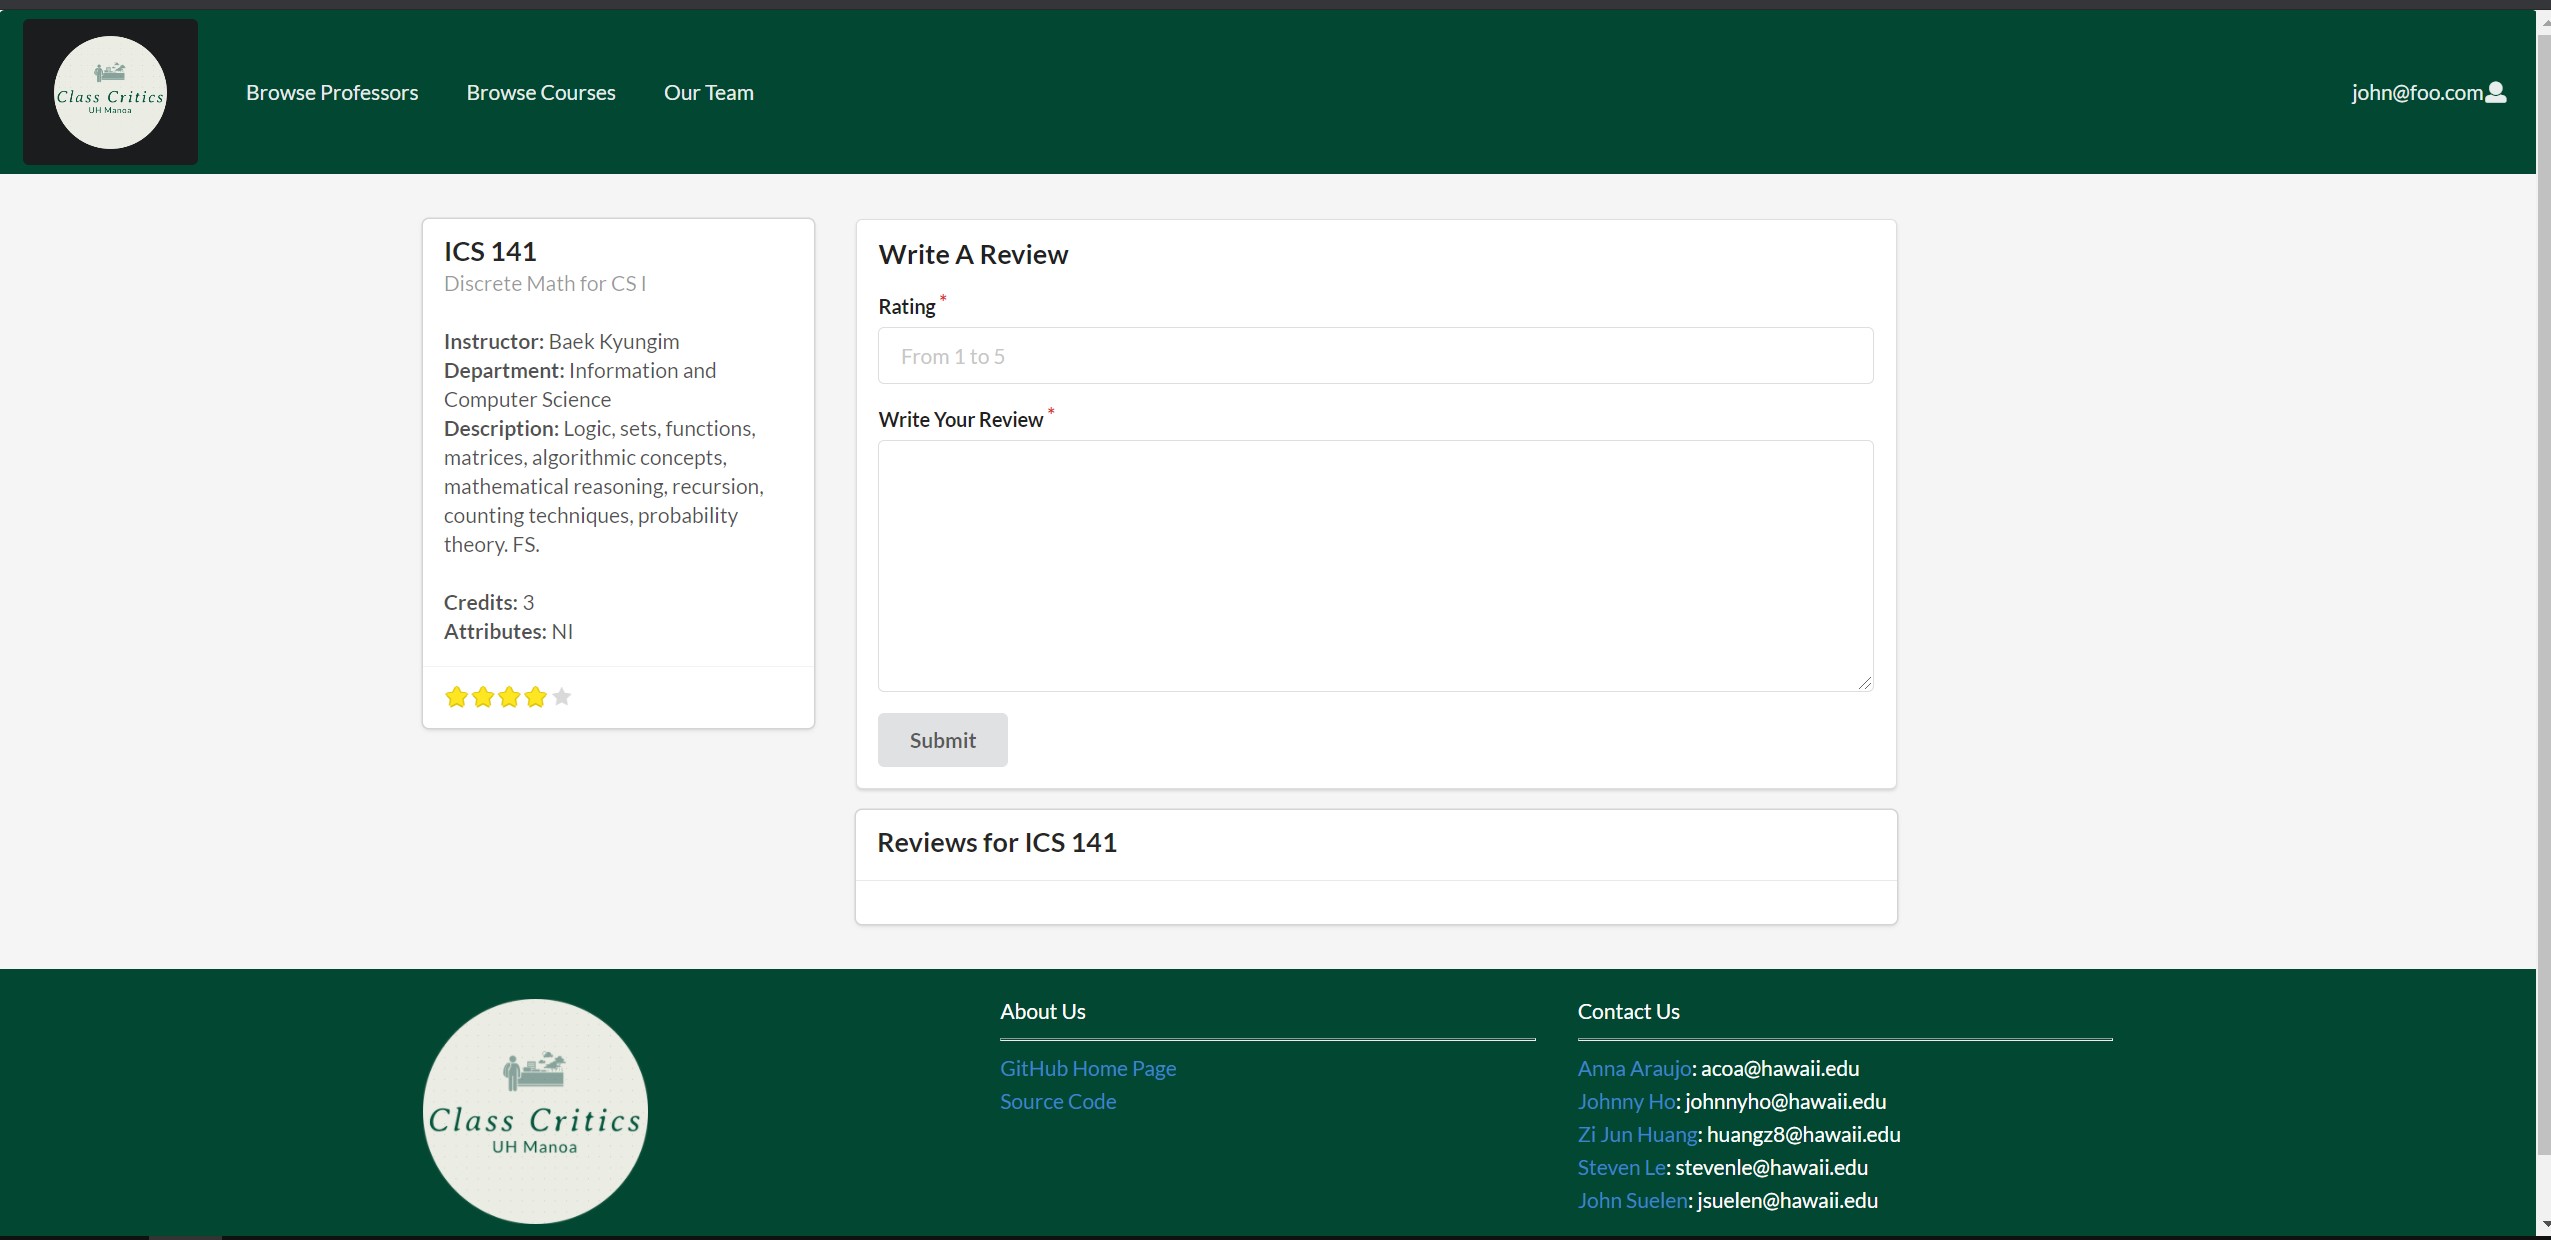 Class Critics
UH Manoa
Browse Professors
Browse Courses
Our Team
john@foo.com
ICS 141
Discrete Math for CS I
Instructor: Baek Kyungim
Department: Information and
Computer Science
Description: Logic, sets, functions,
matrices, algorithmic concepts,
mathematical reasoning, recursion,
counting techniques, probability
theory. FS.
Credits: 3
Attributes: NI
Write A Review
Rating *
From 1 to 5
Write Your Review *
Submit
Reviews for ICS 141
Class Critics
UH Manoa
About Us
GitHub Home Page
Source Code
Contact Us
Anna Araujo: acoa@hawaii.edu
Johnny Ho: johnnyho@hawaii.edu
Zi Jun Huang: huangz8@hawaii.edu
Steven Le: stevenle@hawaii.edu
John Suelen: jsuelen@hawaii.edu